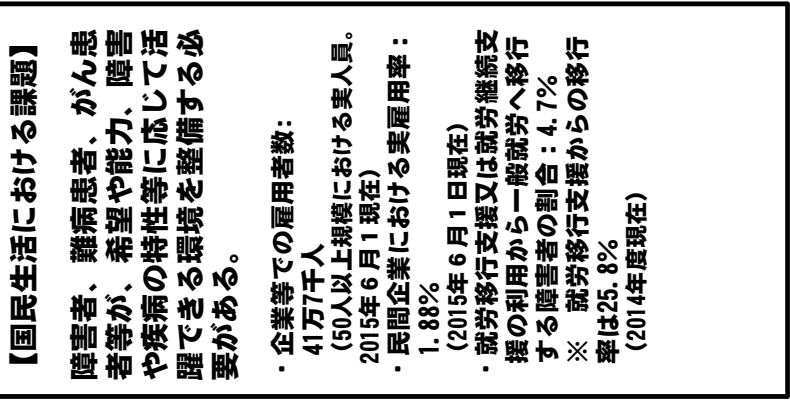 【国民生活における課題】
障害者、難病患者、がん患
者等が、希望や能力、障害
や疾病の特性等に応じて活
躍できる環境を整備する必
要がある。
・企業等での雇用者数：
41万7千人
（50人以上規模における実人員。
2015年６月１現在）
・民間企業における実雇用率：
1.88%
（2015年６月１日現在）
・就労移行支援又は就労継続支
援の利用から一般就労へ移行
する障害者の割合：4.7%
※　就労移行支援からの移行
率は25.8%
（2014年度現在）